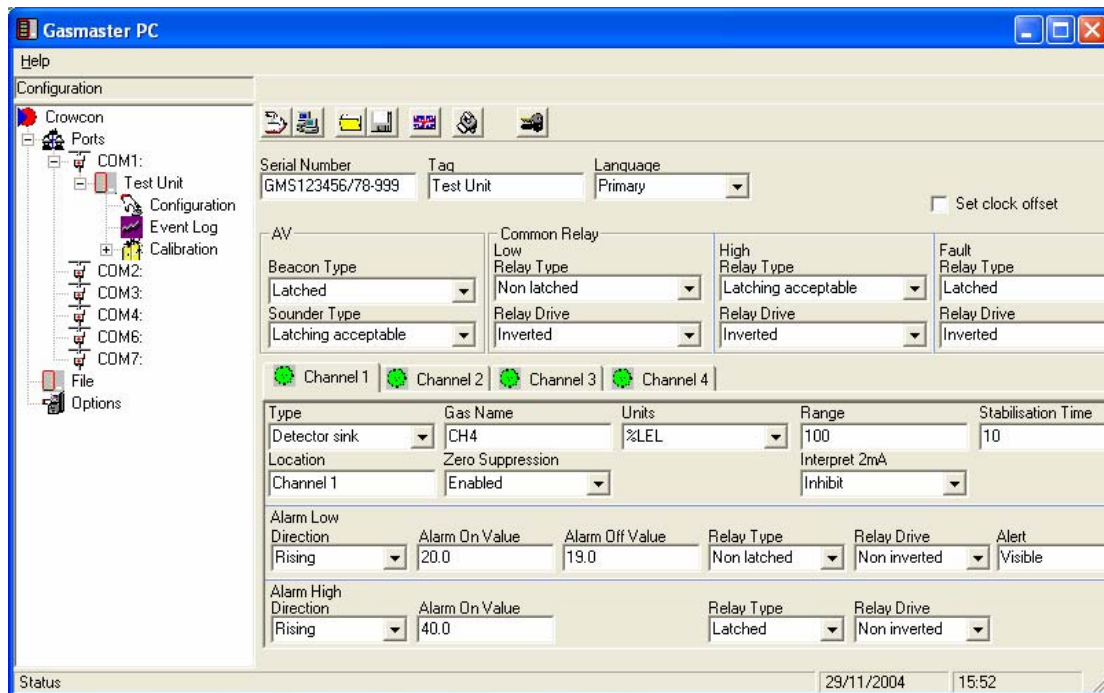 Gasmaster PC
Help
Configuration
Crowcon
Ports
COM1:
Test Unit
Configuration
Event Log
Calibration
COM2:
COM3:
COM4:
COM6:
COM7:
File
Options
Serial Number Tag Language
GMS123456/78-999 Test Unit Primary
Set clock offset
AV Common Relay
Low High Fault
Beacon Type Relay Type Relay Type Relay Type
Latched Non latched Latching acceptable Latched
Sounder Type Relay Drive Relay Drive Relay Drive
Latching acceptable Inverted Inverted Inverted
Channel 1 Channel 2 Channel 3 Channel 4
Type Gas Name Units Range Stabilisation Time
Detector sink CH4 %LEL 100 10
Location Zero Suppression Interpret 2mA
Channel 1 Enabled Inhibit
Alarm Low
Direction Alarm On Value Alarm Off Value Relay Type Relay Drive Alert
Rising 20.0 19.0 Non latched Non inverted Visible
Alarm High
Direction Alarm On Value Relay Type Relay Drive
Rising 40.0 Latched Non inverted
Status 29/11/2004 15:52